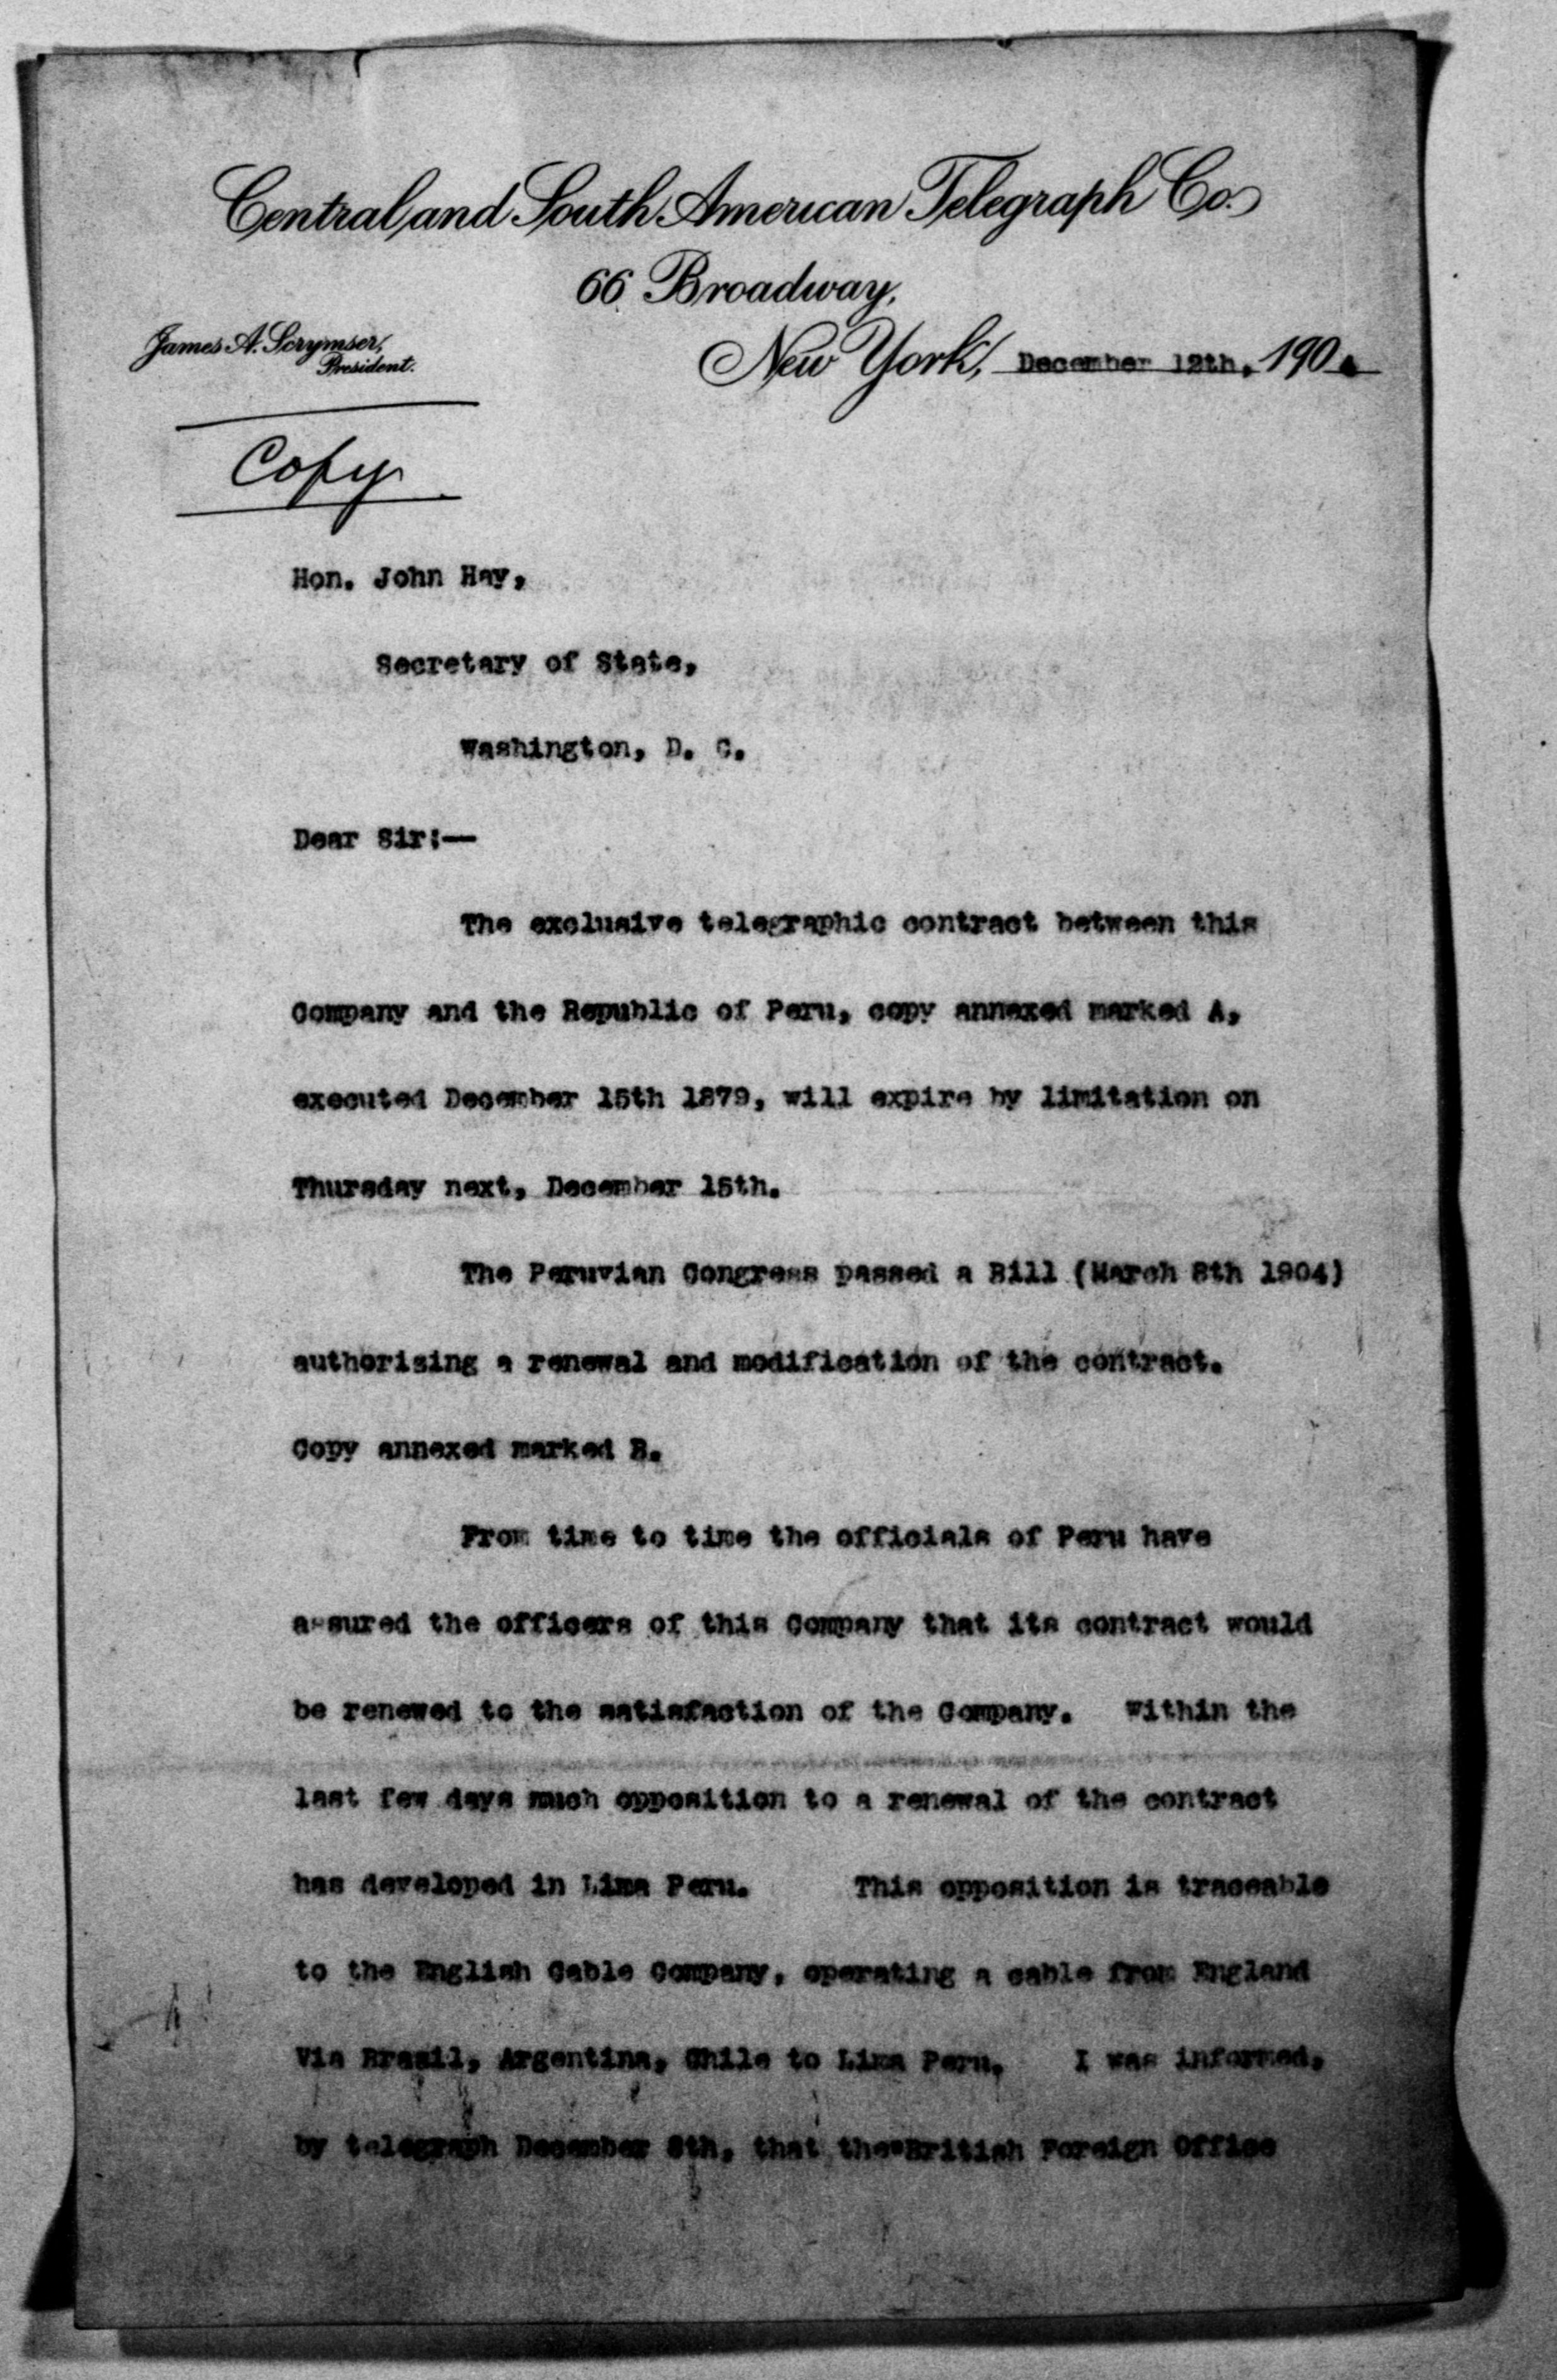 Central and South American Telegraph Co.
66 Broadway,
James A. Scrymser,
President.
New York, December 12th, 190
Copy
Hon. John Hay,
Secretary of State,
Washington, D. C.
Dear Sir:—
The exclusive telegraphic contract between this
Company and the Republic of Peru, copy annexed marked A,
executed December 15th 1879, will expire by limitation on
Thursday next, December 15th.
The Peruvian Congress passed a Bill (March 8th 1904)
authorising a renewal and modification of the contract.
Copy annexed marked B.
From time to time the officials of Peru have
assured the officers of this Company that its contract would
be renewed to the satisfaction of the Company. Within the
last few days much opposition to a renewal of the contract
has developed in Lima Peru. This opposition is traceable
to the English Cable Company, operating a cable from England
Via Brazil, Argentina, Chile to Lima Peru. I was informed,
by telegraph December 8th, that the "British Foreign Office